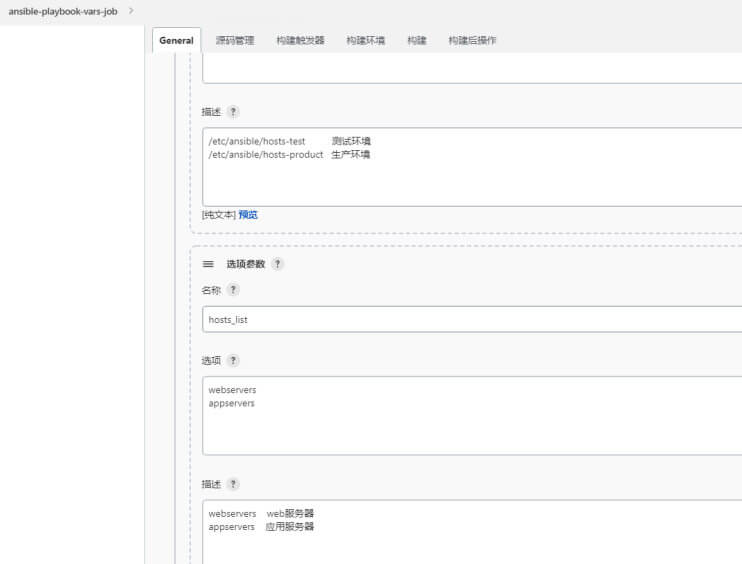 ansible-playbook-vars-job
General 源码管理 构建触发器 构建环境 构建 构建后操作
描述 ?
/etc/ansible/hosts-test 测试环境
/etc/ansible/hosts-product 生产环境
[纯文本] 预览
选项参数 ?
名称 ?
hosts_list
选项 ?
webservers
appservers
描述 ?
webservers web服务器
appservers 应用服务器